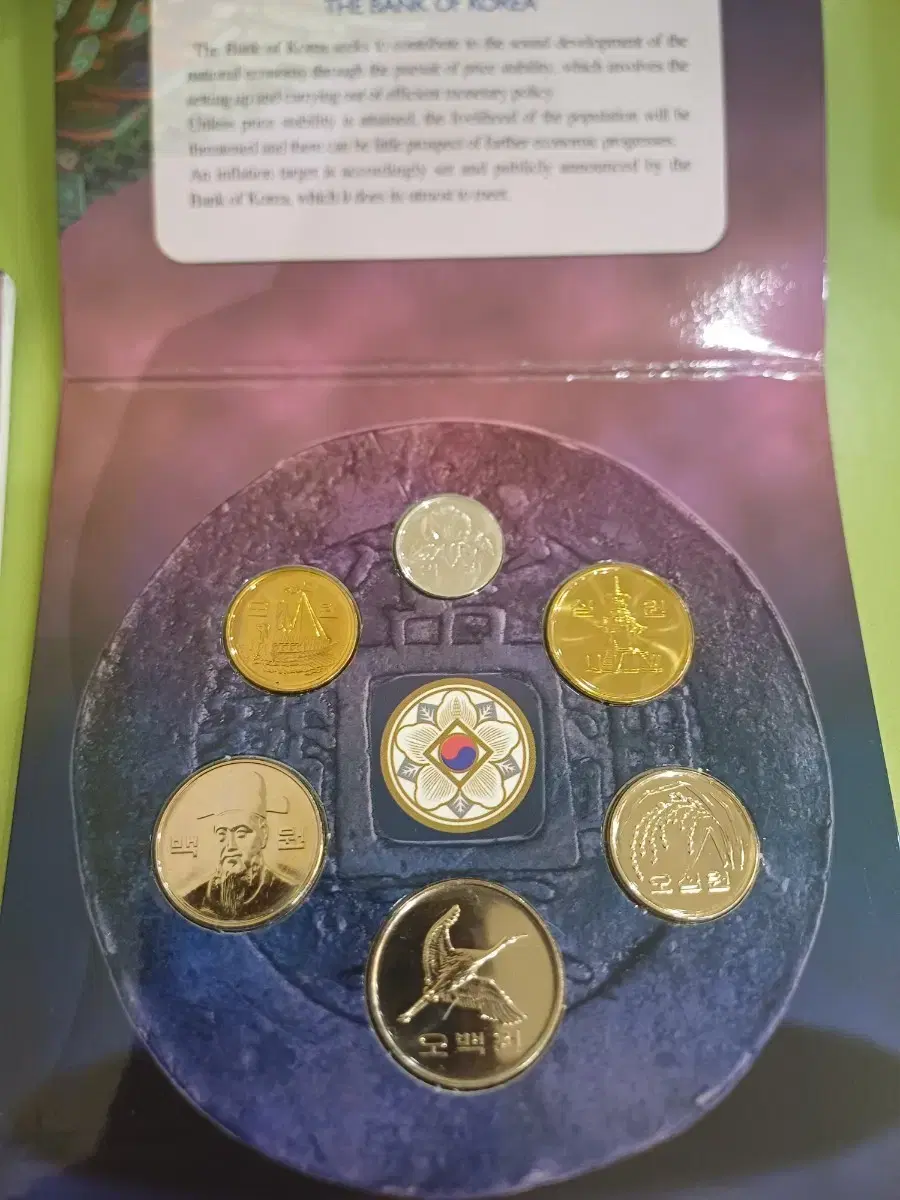 THE BANK OF KOREA
The Bank of Korea seeks to contribute to the sound development of the
national economy through the pursuit of price stability, which involves the
setting up and carrying out of efficient monetary policy.
Unless price stability is attained, the livelihood of the population will be
threatened and there can be little prospect of further economic progresses.
An inflation target is accordingly set and publicly announced by the
Bank of Korea, which it does its utmost to meet.
원
백 원
오십원
오백원